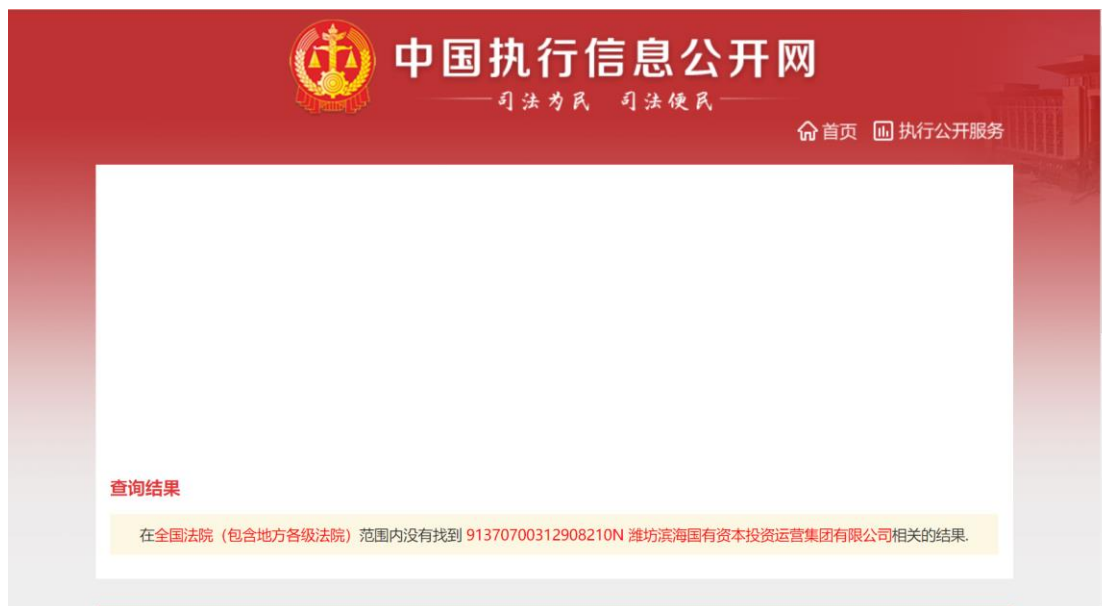 中国执行信息公开网
司法为民 司法便民
首页 执行公开服务
查询结果
在全国法院（包含地方各级法院）范围内没有找到 91370700312908210N 潍坊滨海国有资本投资运营集团有限公司相关的结果.